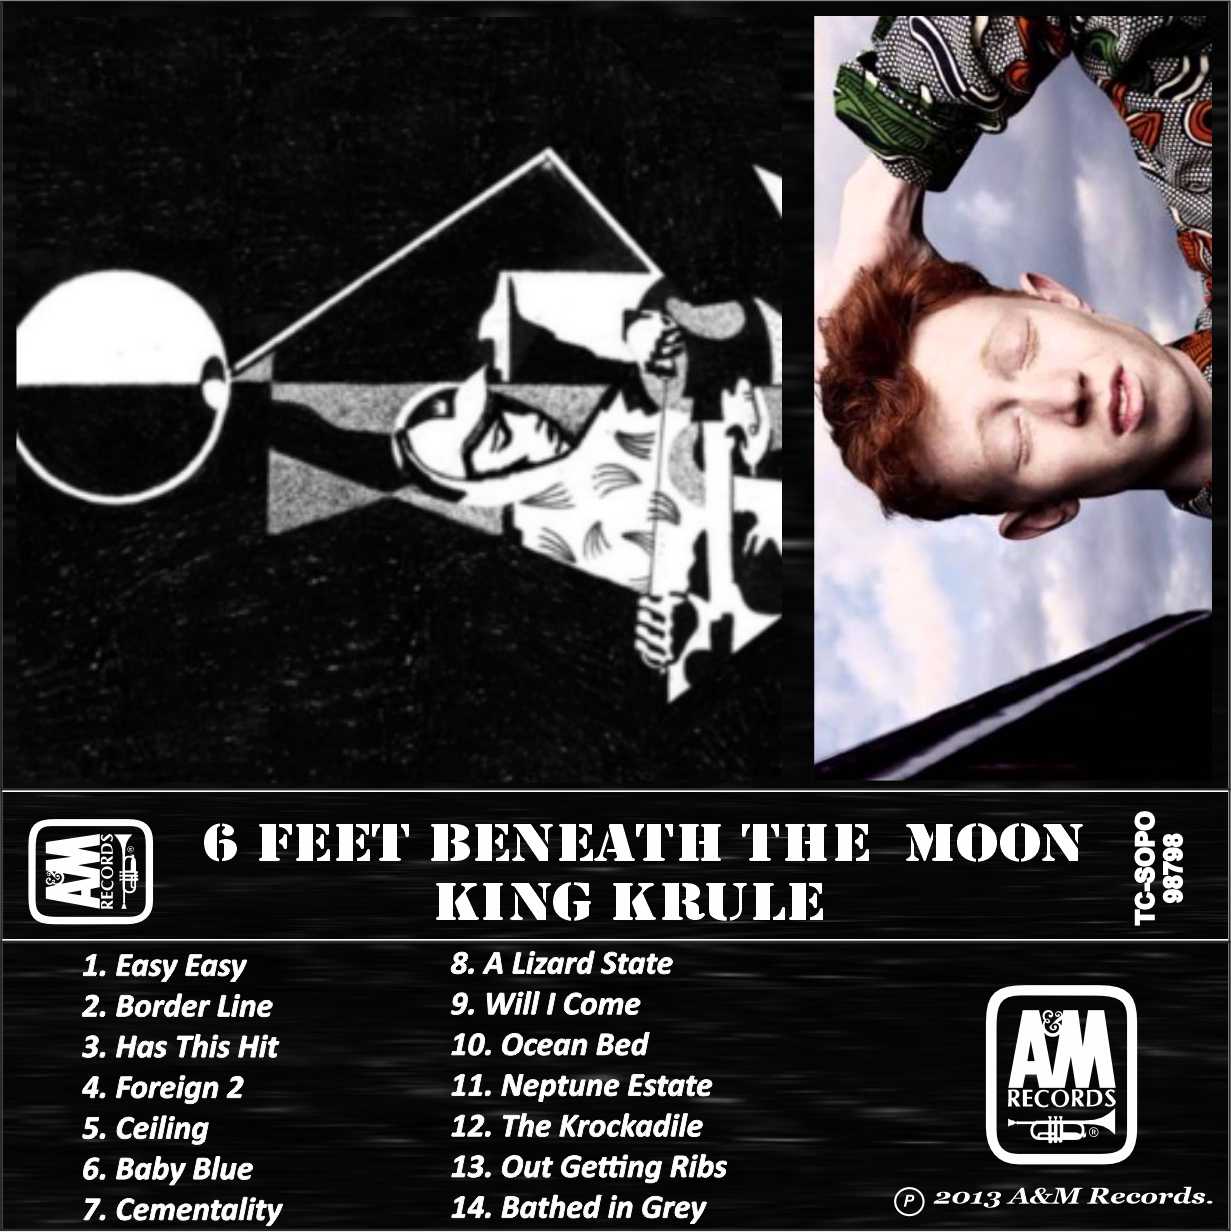 A&M
RECORDS
®
6 FEET BENEATH THE MOON
KING KRULE
TC-SOPO
98798
1. Easy Easy
2. Border Line
3. Has This Hit
4. Foreign 2
5. Ceiling
6. Baby Blue
7. Cementality
8. A Lizard State
9. Will I Come
10. Ocean Bed
11. Neptune Estate
12. The Krockadile
13. Out Getting Ribs
14. Bathed in Grey
A&M
RECORDS
®
Ⓟ 2013 A&M Records.